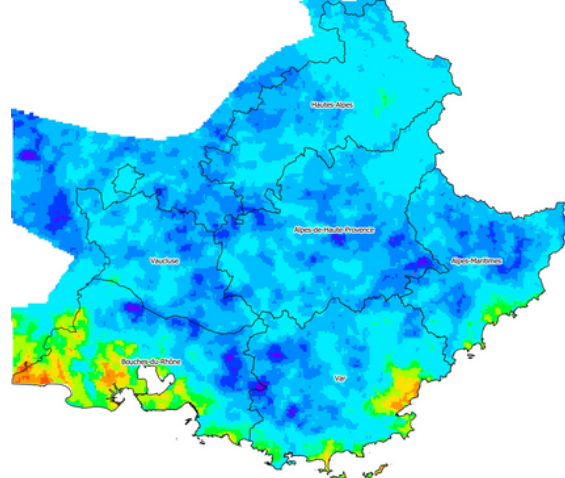 Hautes-Alpes
Alpes-de-Haute-Provence
Vaucluse
Alpes-Maritimes
Bouches-du-Rhône
Var